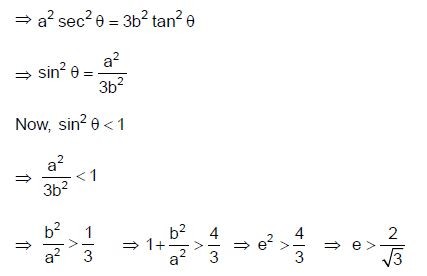 ⇒ a² sec² θ = 3b² tan² θ
⇒ sin² θ = a²/3b²
Now, sin² θ < 1
⇒ a²/3b² < 1
⇒ b²/a² > 1/3 ⇒ 1 + b²/a² > 4/3 ⇒ e² > 4/3 ⇒ e > 2/√3